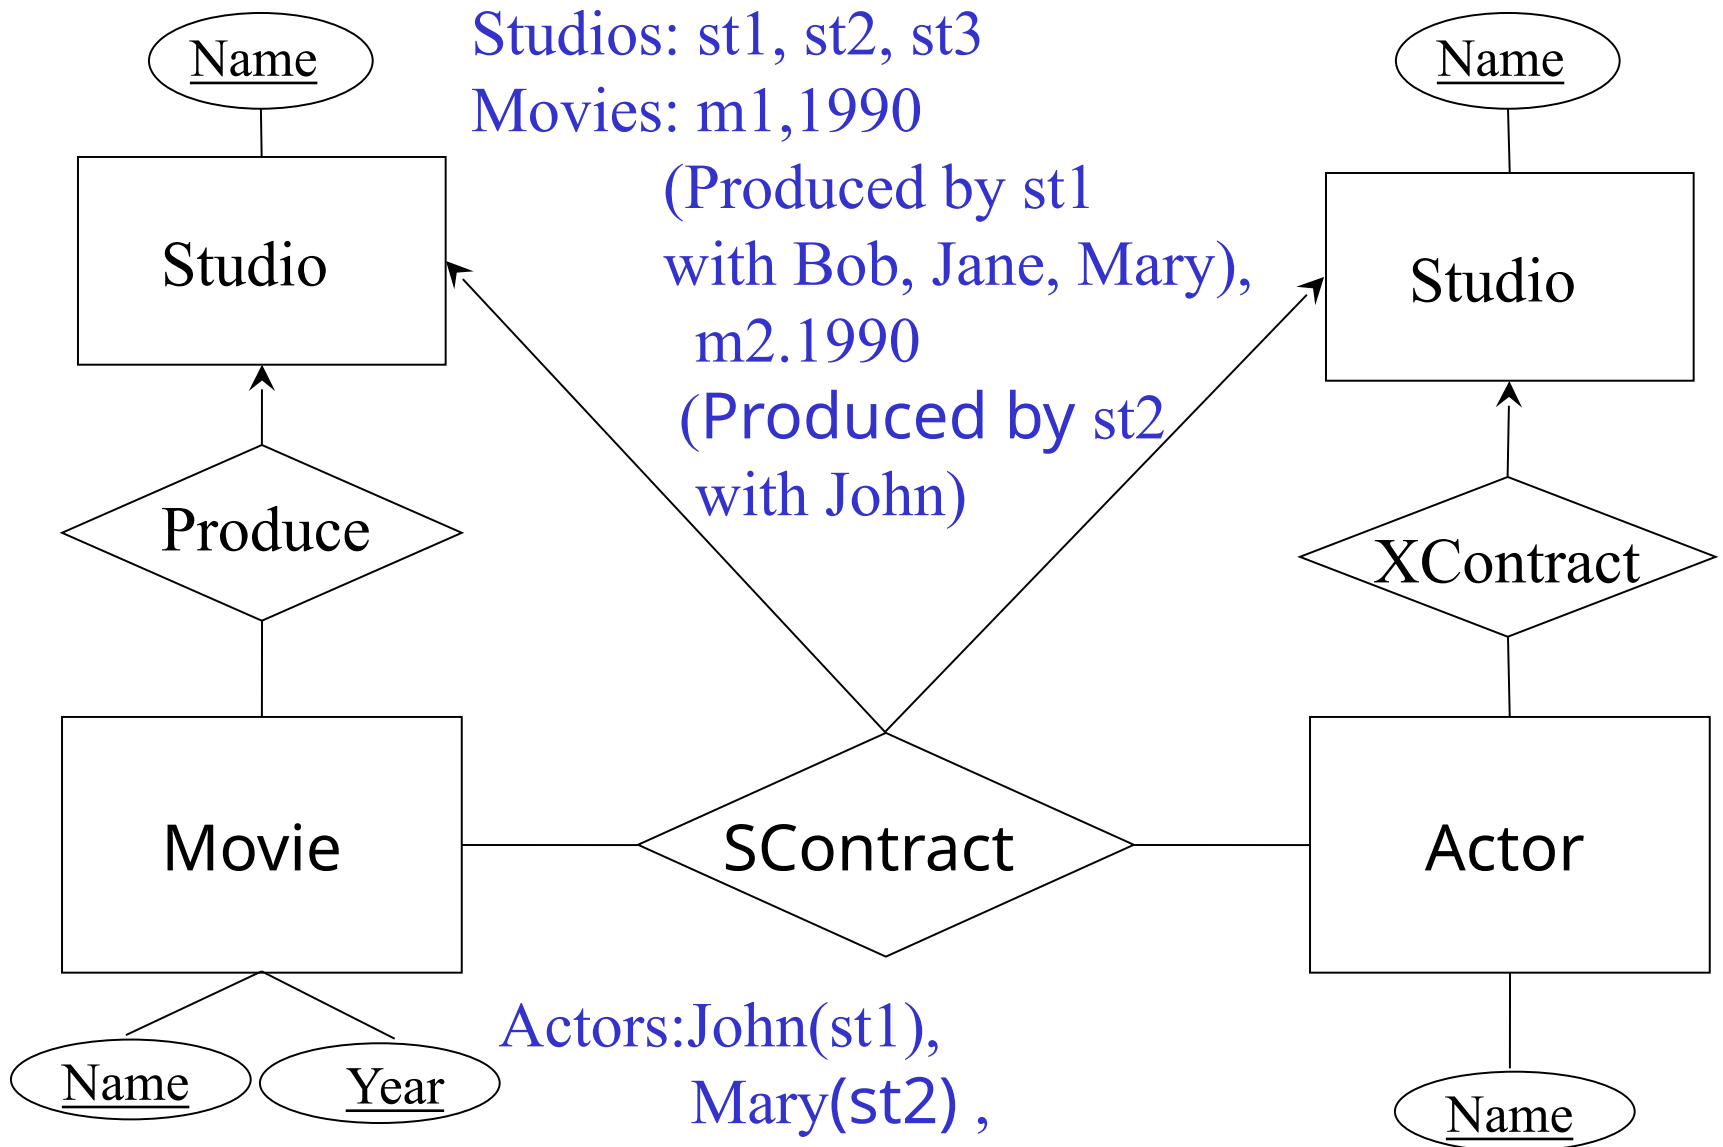 Name
Studios: st1, st2, st3
Name
Movies: m1,1990
(Produced by st1
with Bob, Jane, Mary),
Studio
Studio
m2.1990
(Produced by st2
with John)
Produce
XContract
Movie
SContract
Actor
Actors:John(st1),
Name
Year
Mary(st2) ,
Name